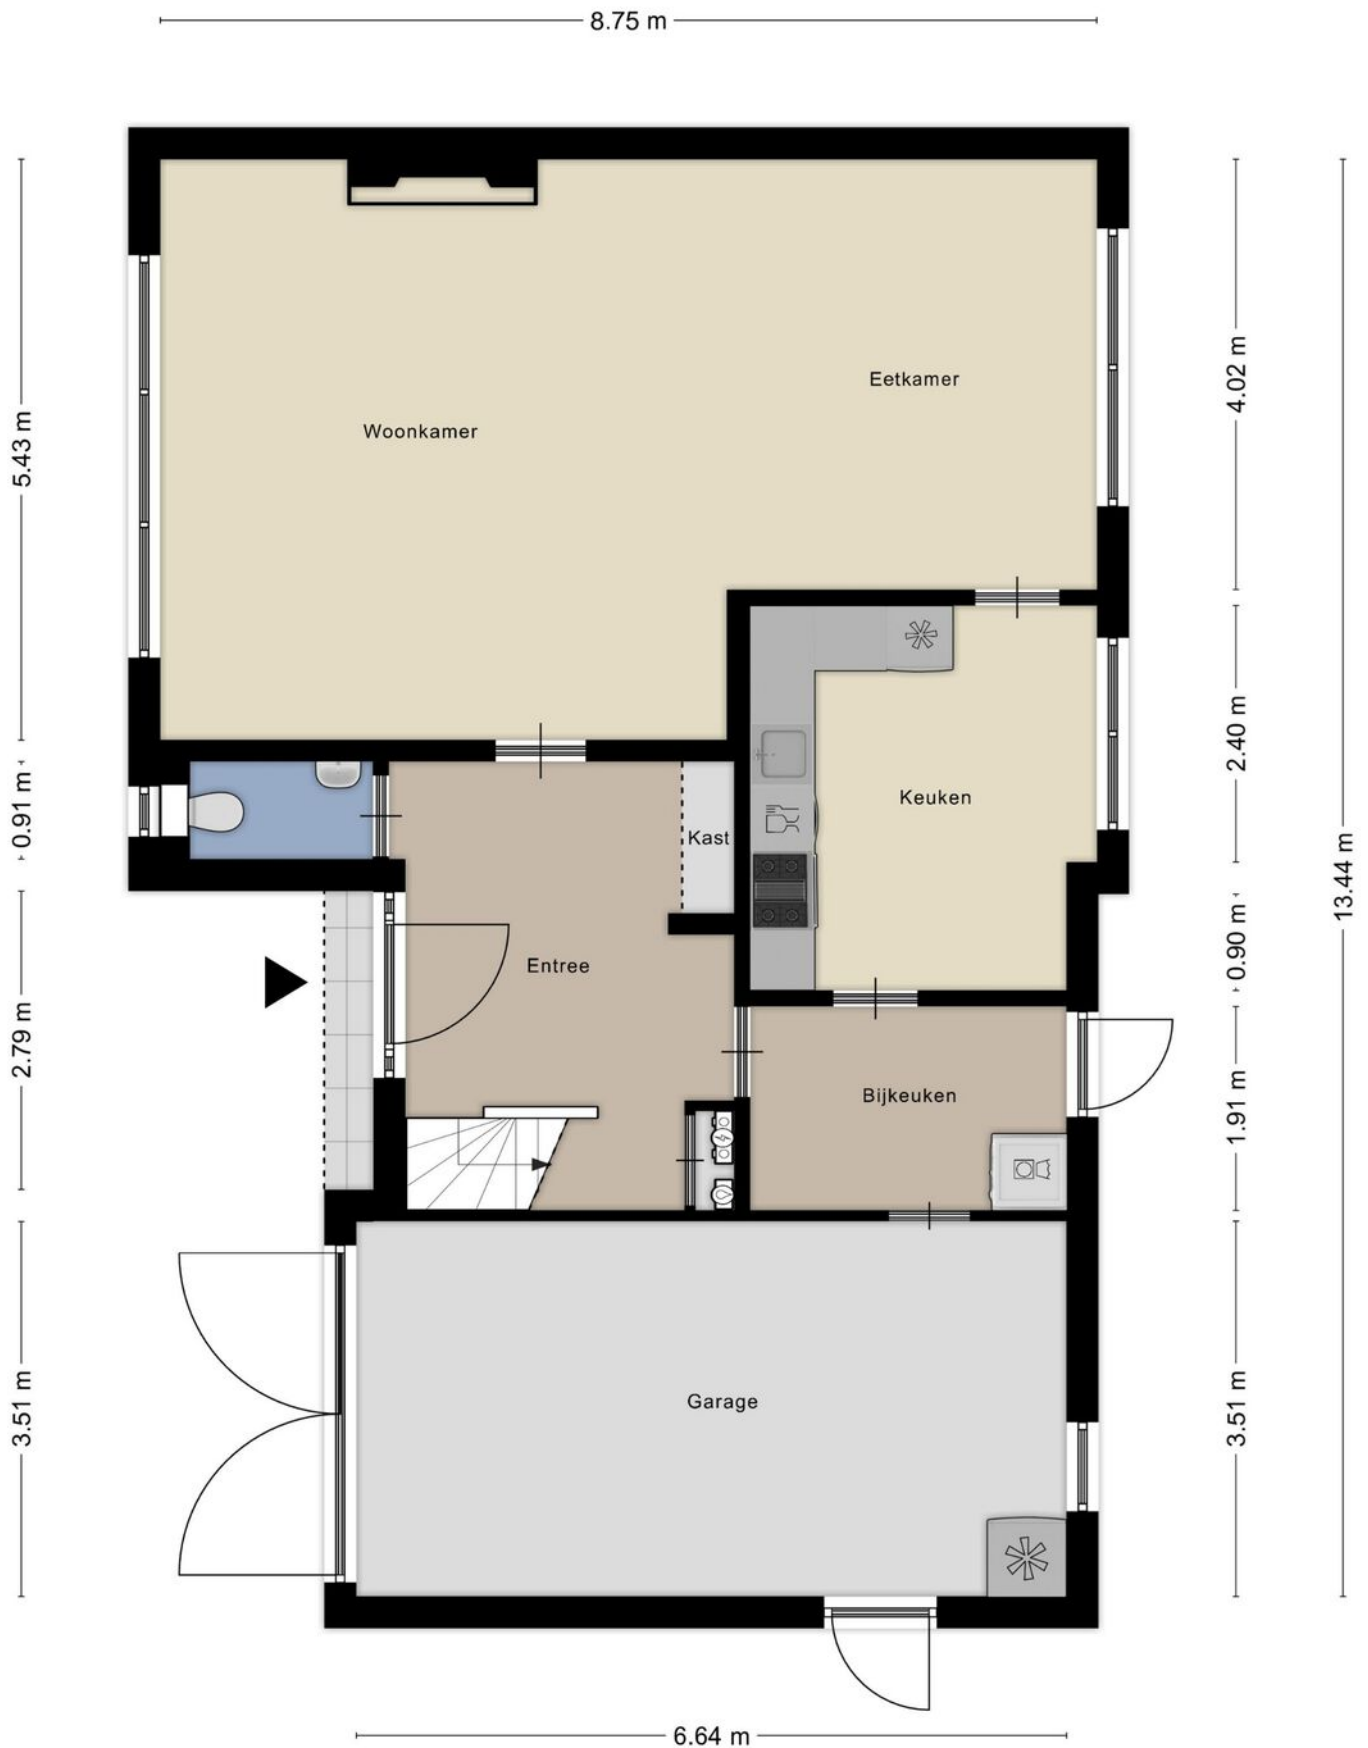 8.75 m
5.43 m
4.02 m
Eetkamer
Woonkamer
2.40 m
Keuken
0.91 m
Kast
13.44 m
0.90 m
Entree
2.79 m
Bijkeuken
1.91 m
Garage
3.51 m
3.51 m
6.64 m